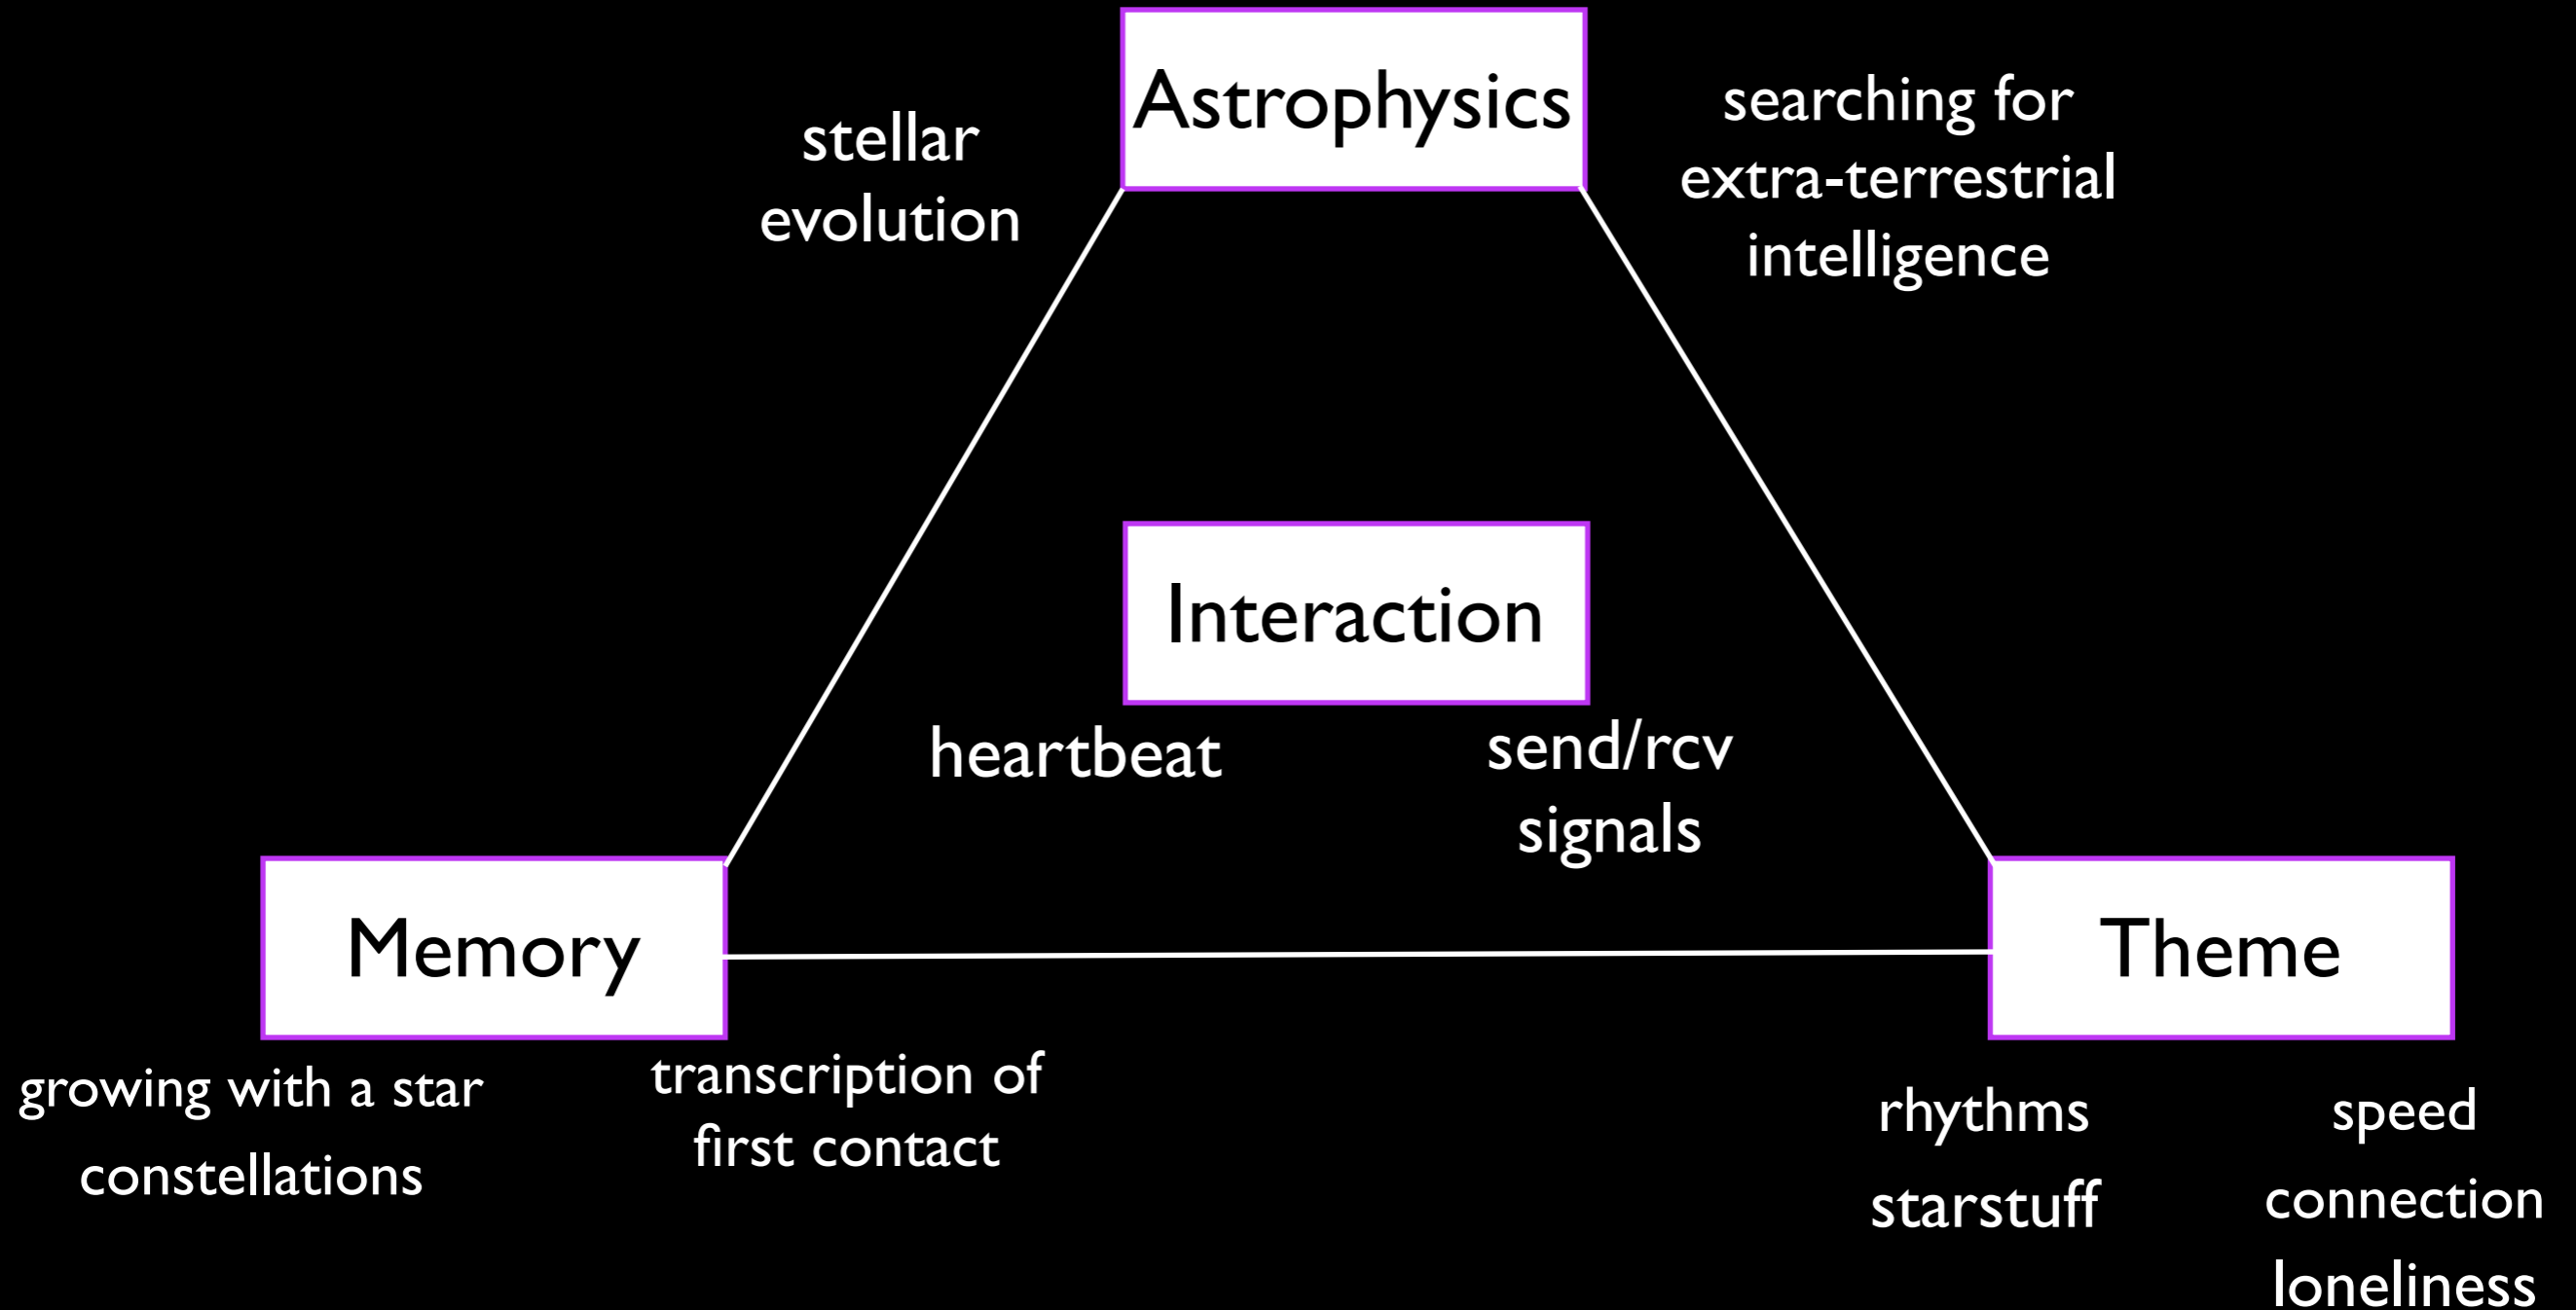 Astrophysics
stellar
evolution
searching for
extra-terrestrial
intelligence
Interaction
heartbeat
send/rcv
signals
Memory
growing with a star
constellations
transcription of
first contact
Theme
rhythms
starstuff
speed
connection
loneliness